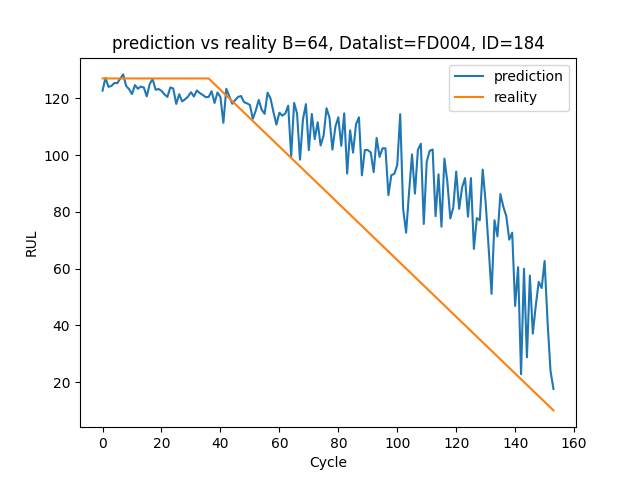 prediction vs reality B=64, Datalist=FD004, ID=184
prediction
reality
120
100
80
60
40
20
RUL
0 20 40 60 80 100 120 140 160
Cycle